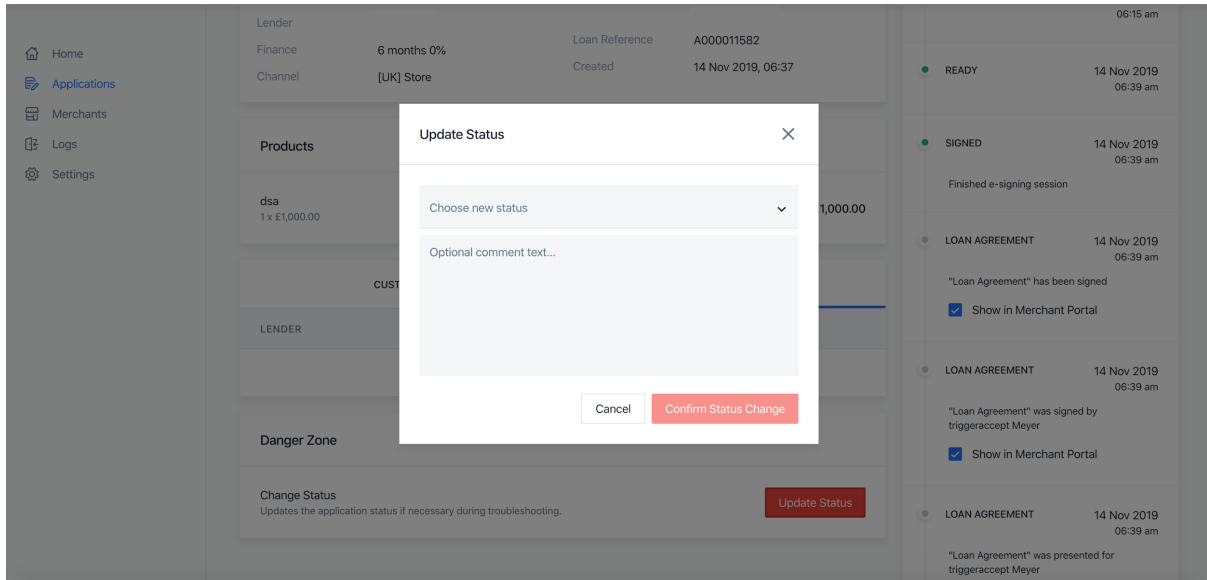 Home
Applications
Merchants
Logs
Settings
Lender
Finance 6 months 0%
Channel [UK] Store
Loan Reference A000011582
Created 14 Nov 2019, 06:37
Products
dsa
1 x £1,000.00
1,000.00
CUST
LENDER
Danger Zone
Change Status
Updates the application status if necessary during troubleshooting.
Update Status
Update Status
Choose new status
Optional comment text...
Cancel
Confirm Status Change
06:15 am
READY 14 Nov 2019
06:39 am
SIGNED 14 Nov 2019
06:39 am
Finished e-signing session
LOAN AGREEMENT 14 Nov 2019
06:39 am
"Loan Agreement" has been signed
Show in Merchant Portal
LOAN AGREEMENT 14 Nov 2019
06:39 am
"Loan Agreement" was signed by
triggeraccept Meyer
Show in Merchant Portal
LOAN AGREEMENT 14 Nov 2019
06:39 am
"Loan Agreement" was presented for
triggeraccept Meyer